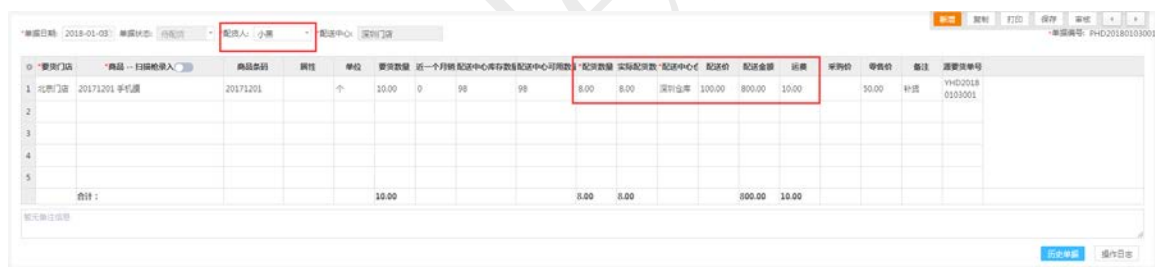 新增 复制 打印 保存 审核
*单据日期: 2018-01-03 单据状态: 待配货 *配货人: 小黑 *配送中心: 深圳门店
*单据编号: PHD20180103001
*要货门店 *商品 -- 扫描枪录入 商品条码 属性 单位 要货数量 近一个月销 配送中心库存数量 配送中心可用数量 *配货数量 实际配货数 *配送中心仓 配送价 配送金额 运费 采购价 零售价 备注 源要货单号
1 北京门店 20171201 手机膜 20171201 个 10.00 0 98 98 8.00 8.00 深圳仓库 100.00 800.00 10.00 50.00 补货 YHD2018
0103001
2
3
4
5
合计： 10.00 8.00 8.00 800.00 10.00
暂无备注信息
历史单据 操作日志